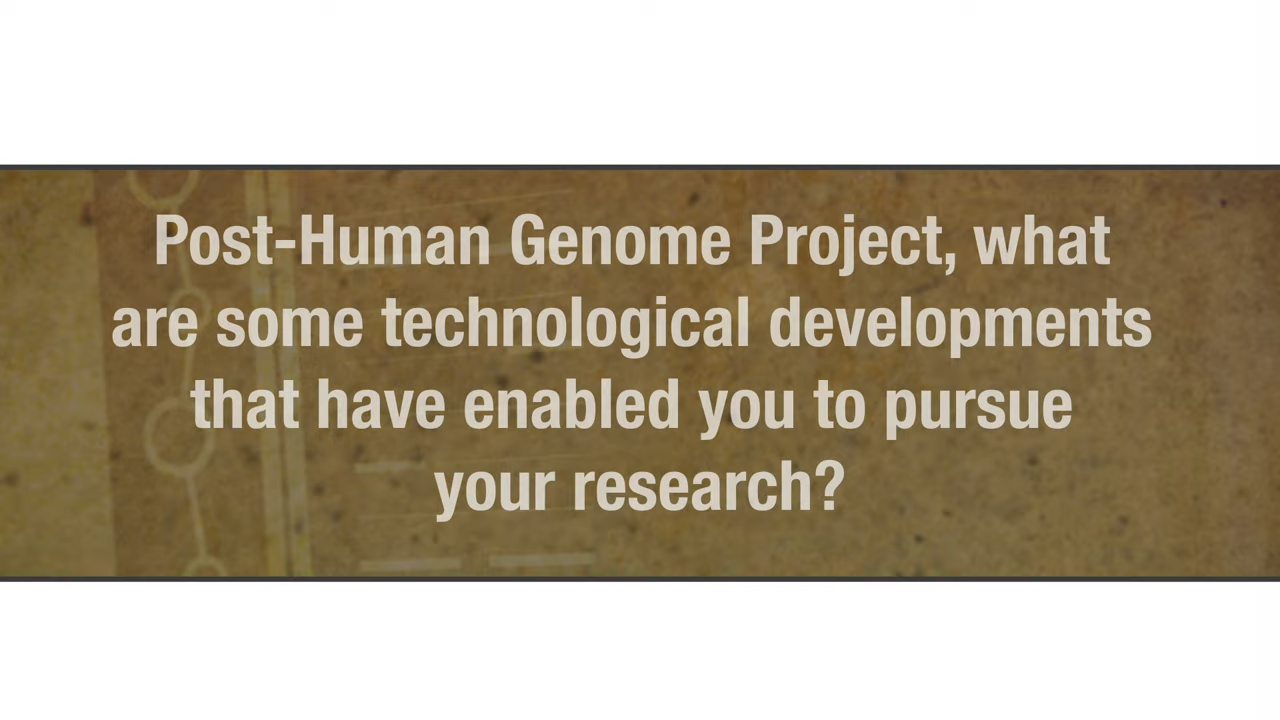 Post-Human Genome Project, what
are some technological developments
that have enabled you to pursue
your research?